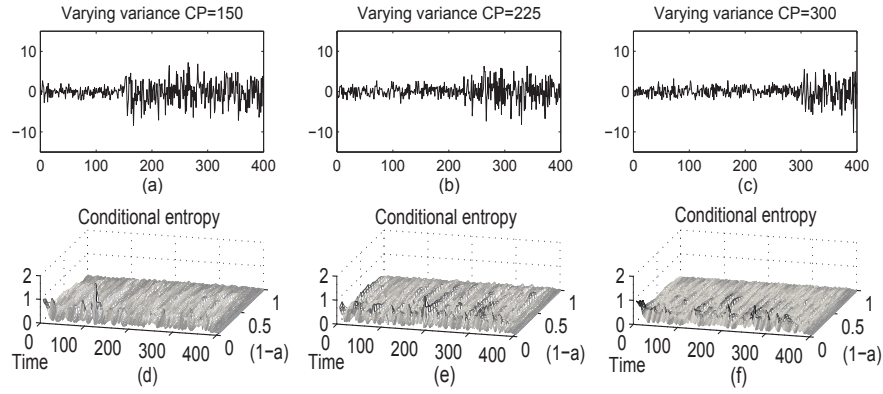 Varying variance CP=150
Varying variance CP=225
Varying variance CP=300
10
0
−10
0 100 200 300 400
(a)
10
0
−10
0 100 200 300 400
(b)
10
0
−10
0 100 200 300 400
(c)
Conditional entropy
Conditional entropy
Conditional entropy
2
1
0
0 100 200 300 400
Time
0 0.5 1
(1−a)
(d)
2
1
0
0 100 200 300 400
Time
0 0.5 1
(1−a)
(e)
2
1
0
0 100 200 300 400
Time
0 0.5 1
(1−a)
(f)